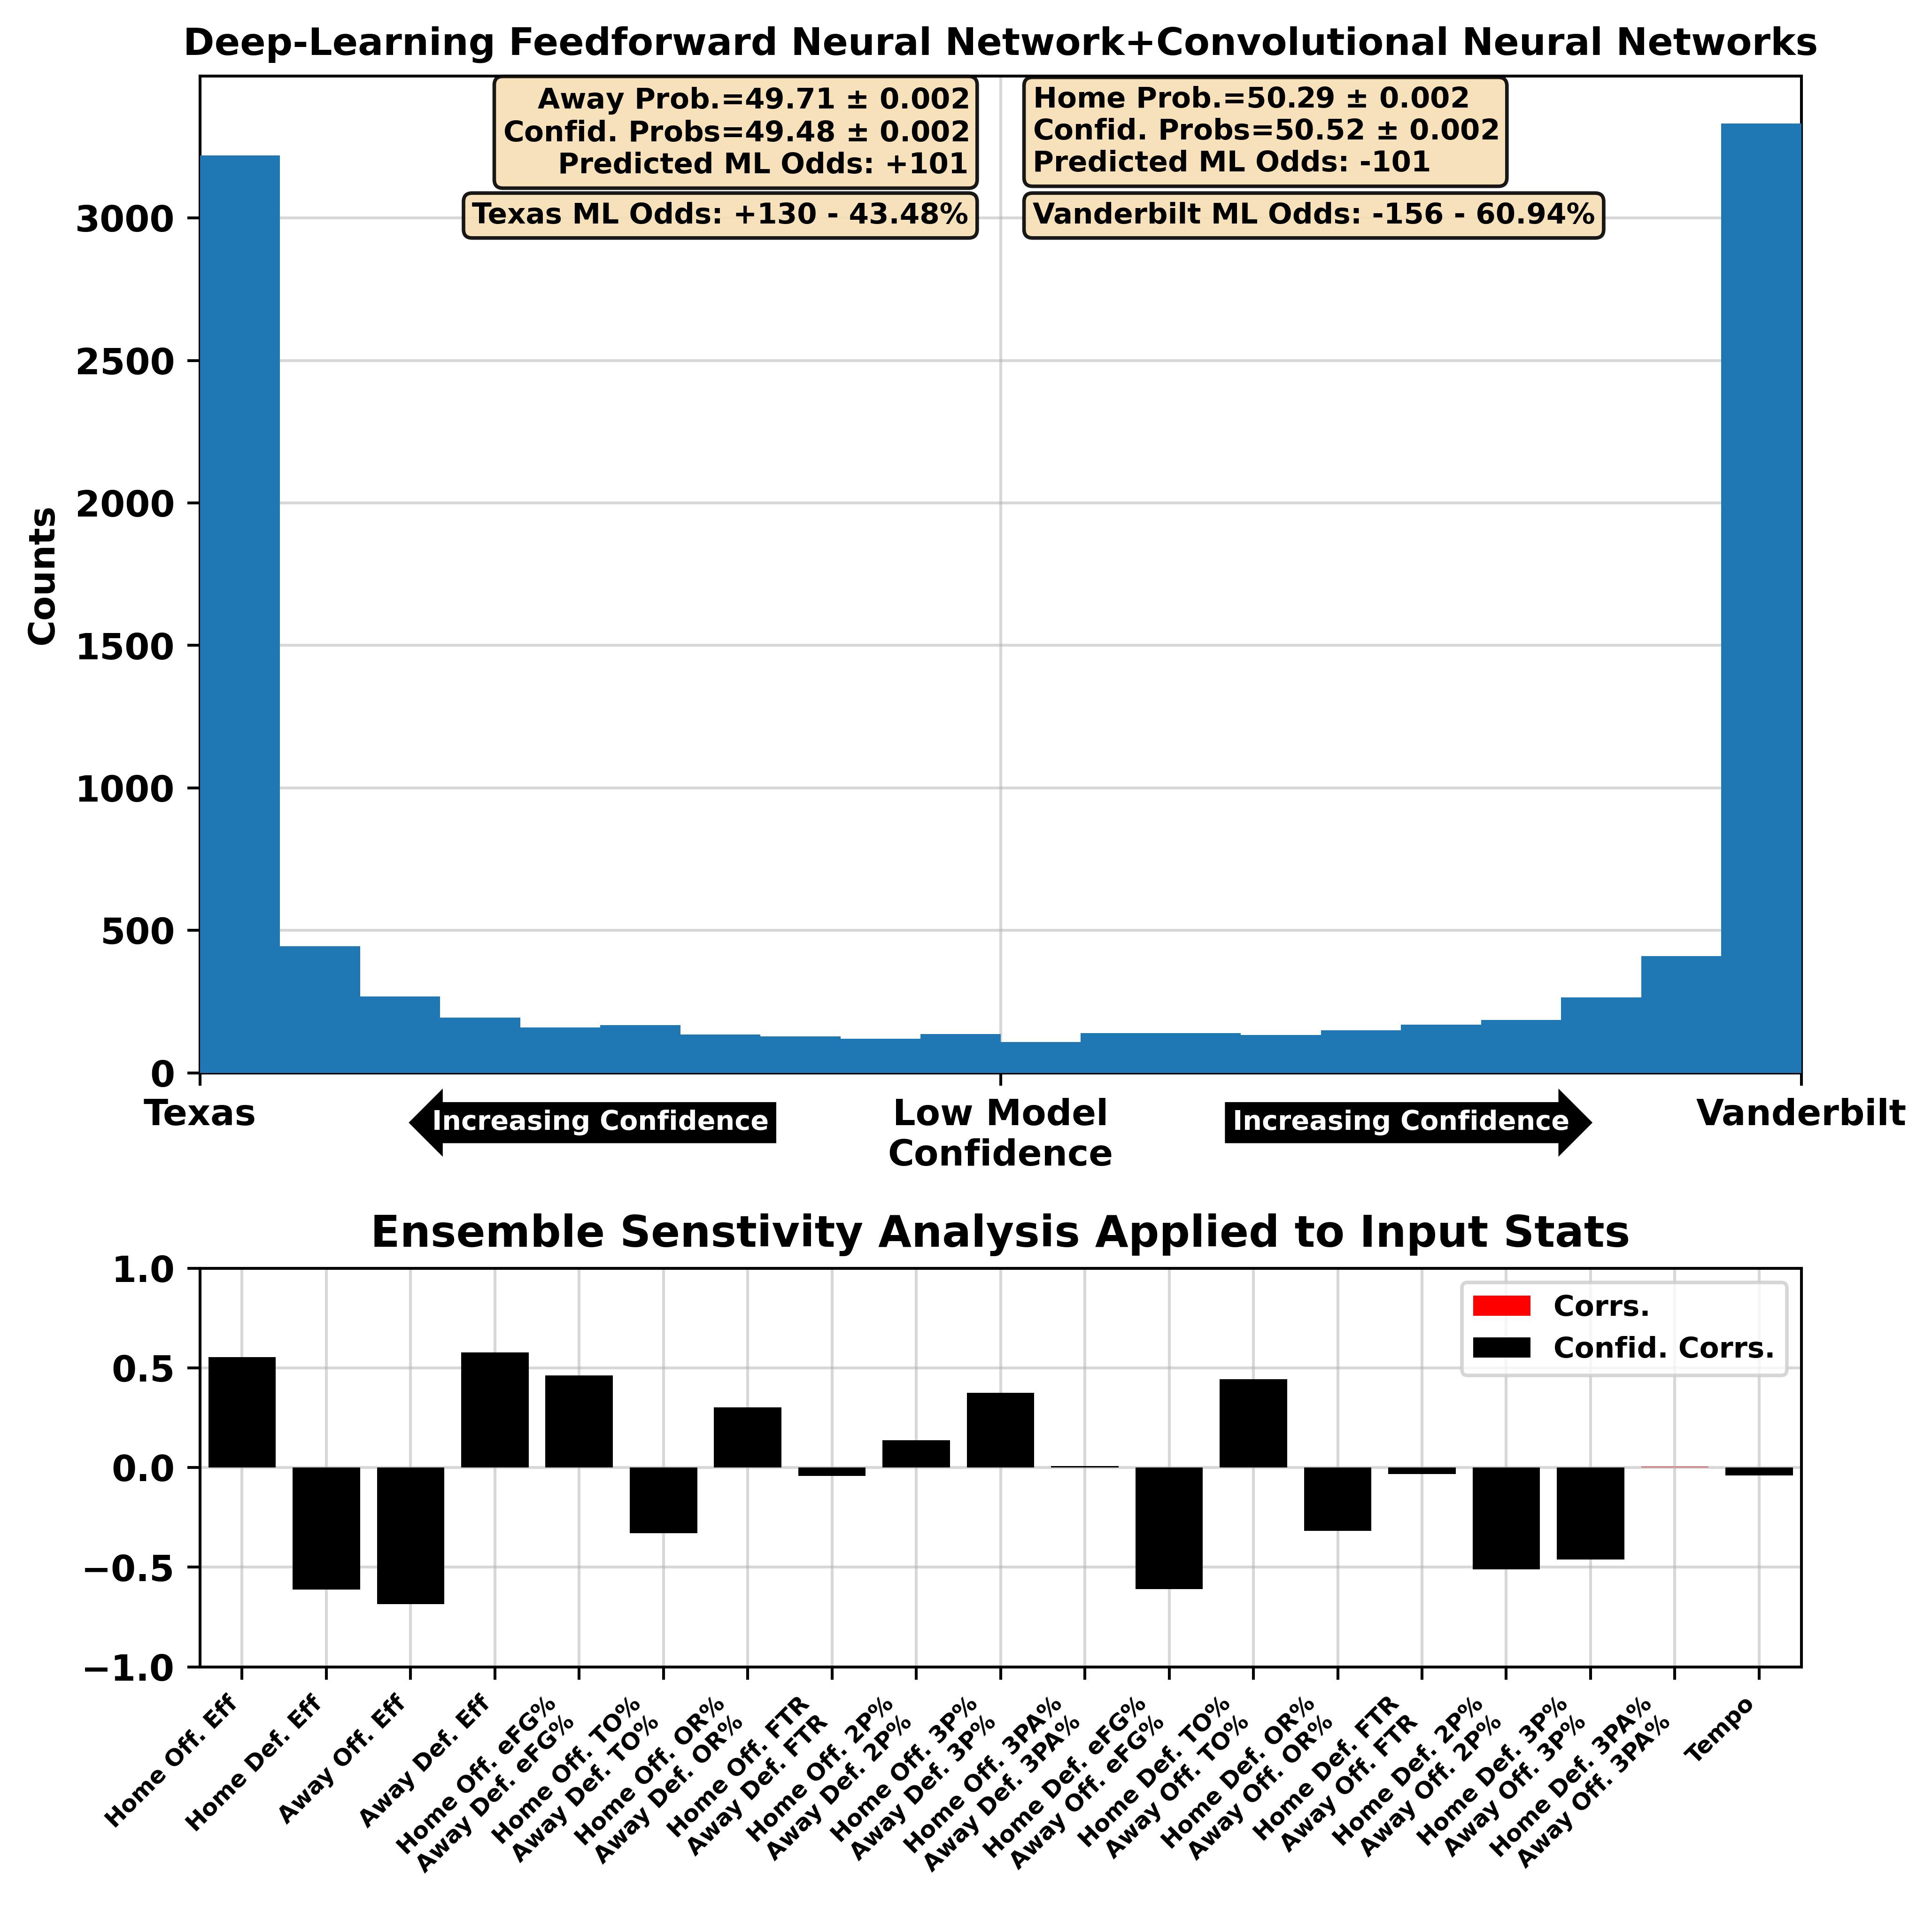 Deep-Learning Feedforward Neural Network+Convolutional Neural Networks
Away Prob.=49.71 ± 0.002
Confid. Probs=49.48 ± 0.002
Predicted ML Odds: +101
Texas ML Odds: +130 - 43.48%
Home Prob.=50.29 ± 0.002
Confid. Probs=50.52 ± 0.002
Predicted ML Odds: -101
Vanderbilt ML Odds: -156 - 60.94%
Counts
3000
2500
2000
1500
1000
500
0
Texas
Increasing Confidence
Low Model
Confidence
Increasing Confidence
Vanderbilt
Ensemble Senstivity Analysis Applied to Input Stats
1.0
0.5
0.0
−0.5
−1.0
Corrs.
Confid. Corrs.
Home Off. Eff
Home Def. Eff
Away Off. Eff
Away Def. Eff
Home Off. eFG%
Away Def. eFG%
Home Off. TO%
Away Def. TO%
Home Off. OR%
Away Def. OR%
Home Off. FTR
Away Def. FTR
Home Off. 2P%
Away Def. 2P%
Home Off. 3P%
Away Def. 3P%
Home Off. 3PA%
Away Def. 3PA%
Home Def. eFG%
Away Off. eFG%
Home Def. TO%
Away Off. TO%
Home Def. OR%
Away Off. OR%
Home Def. FTR
Away Off. FTR
Home Def. 2P%
Away Off. 2P%
Home Def. 3P%
Away Off. 3P%
Home Def. 3PA%
Away Off. 3PA%
Tempo